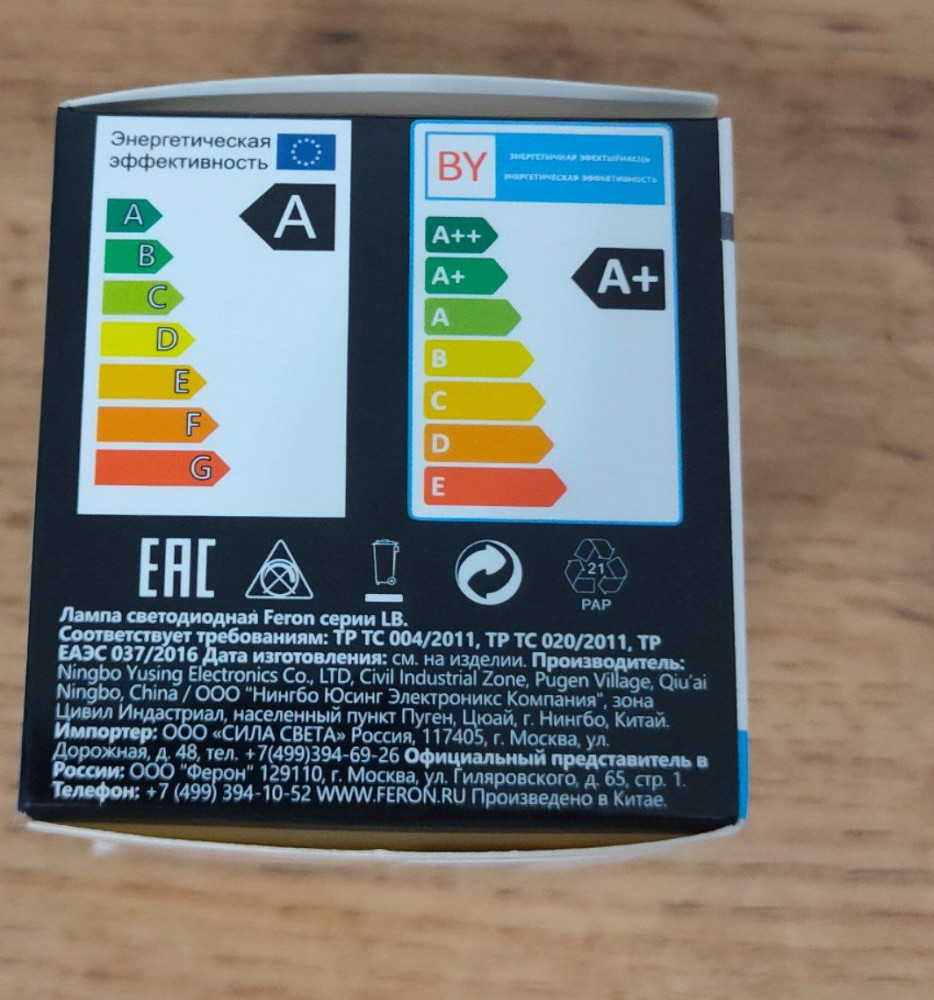 Энергетическая
эффективность
A
A
B
C
D
E
F
G
BY
ЭНЕРГЕТЫЧНАЯ ЭФЕКТЫЎНАСЦЬ
ЭНЕРГЕТИЧЕСКАЯ ЭФФЕКТИВНОСТЬ
A++
A+
A+
A
B
C
D
E
EAC
21
PAP
Лампа светодиодная Feron серии LB.
Соответствует требованиям: ТР ТС 004/2011, ТР ТС 020/2011, ТР
ЕАЭС 037/2016 Дата изготовления: см. на изделии. Производитель:
Ningbo Yusing Electronics Co., LTD, Civil Industrial Zone, Pugen Village, Qiu'ai
Ningbo, China / ООО "Нингбо Юсинг Электроникс Компания", зона
Цивил Индастриал, населенный пункт Пуген, Цюай, г. Нингбо, Китай.
Импортер: ООО «СИЛА СВЕТА» Россия, 117405, г. Москва, ул.
Дорожная, д. 48, тел. +7(499)394-69-26 Официальный представитель в
России: ООО "Ферон" 129110, г. Москва, ул. Гиляровского, д. 65, стр. 1.
Телефон: +7 (499) 394-10-52 WWW.FERON.RU Произведено в Китае.